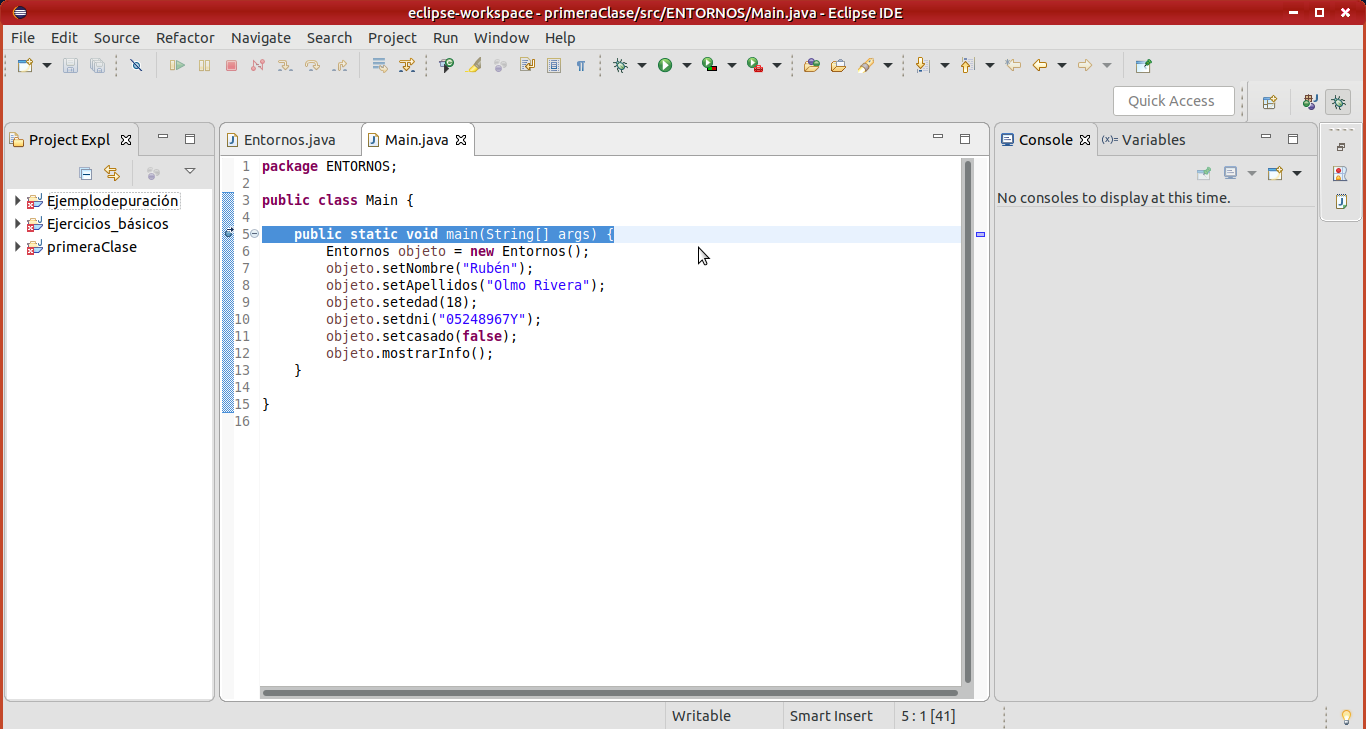 eclipse-workspace - primeraClase/src/ENTORNOS/Main.java - Eclipse IDE
File Edit Source Refactor Navigate Search Project Run Window Help
Quick Access
Project Expl
Ejemplodepuración
Ejercicios_básicos
primeraClase
Entornos.java Main.java
1 package ENTORNOS;
2
3 public class Main {
4
5 public static void main(String[] args) {
6 Entornos objeto = new Entornos();
7 objeto.setNombre("Rubén");
8 objeto.setApellidos("Olmo Rivera");
9 objeto.setedad(18);
10 objeto.setdni("05248967Y");
11 objeto.setcasado(false);
12 objeto.mostrarInfo();
13 }
14
15 }
16
Console (x)= Variables
No consoles to display at this time.
Writable Smart Insert 5 : 1 [41]